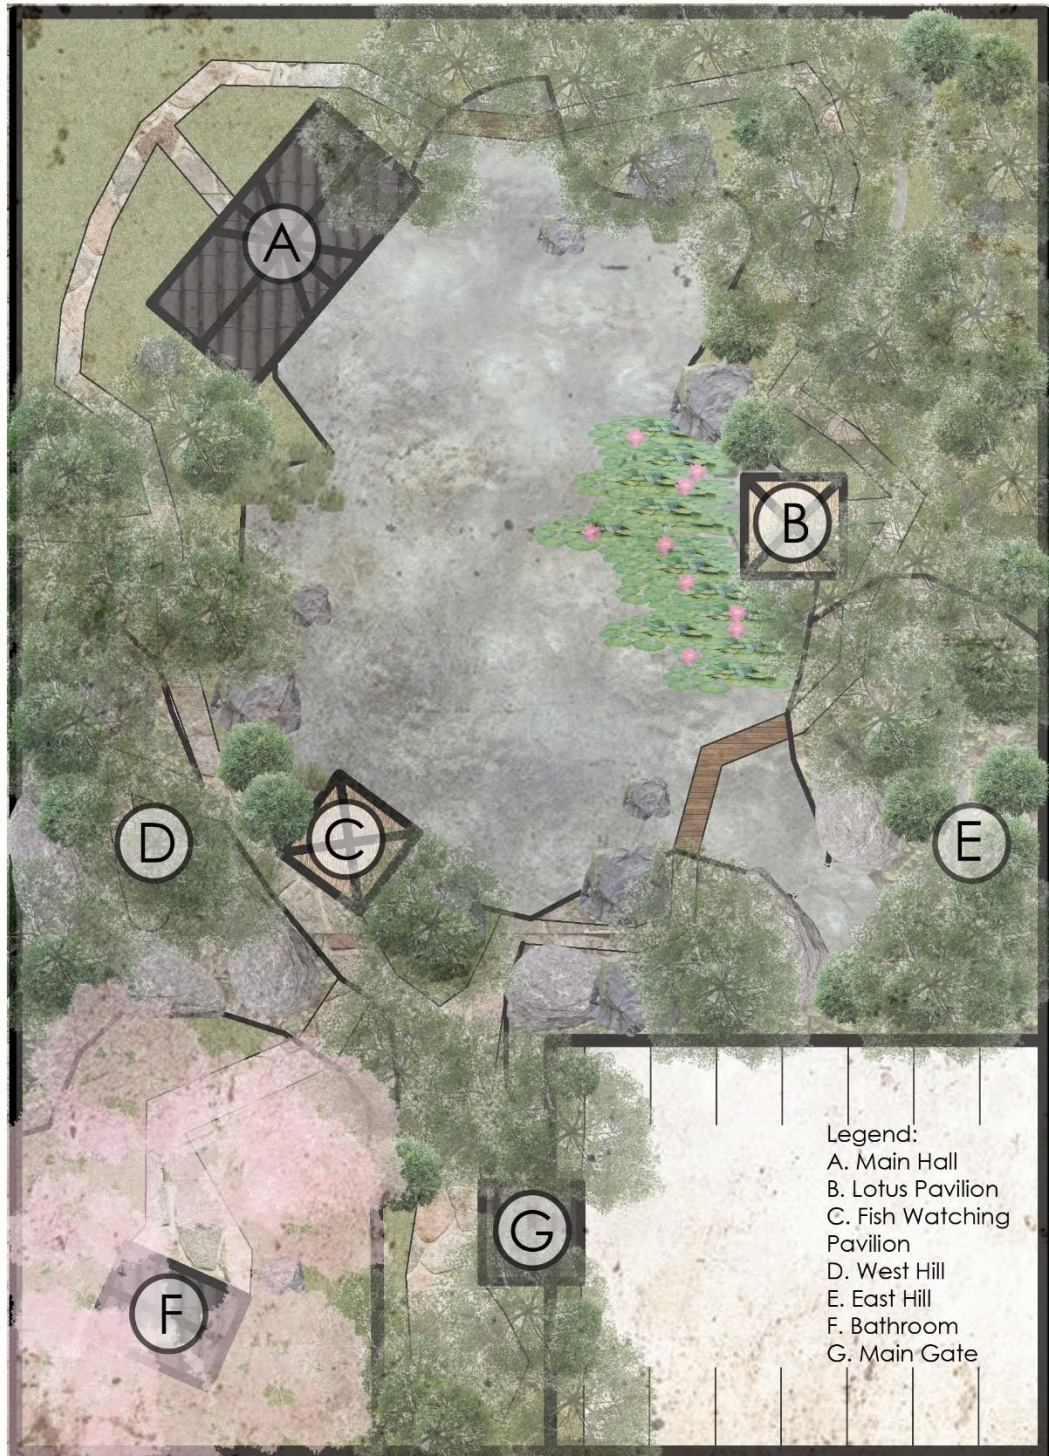 A
B
C
D
E
F
G
Legend:
A. Main Hall
B. Lotus Pavilion
C. Fish Watching
Pavilion
D. West Hill
E. East Hill
F. Bathroom
G. Main Gate